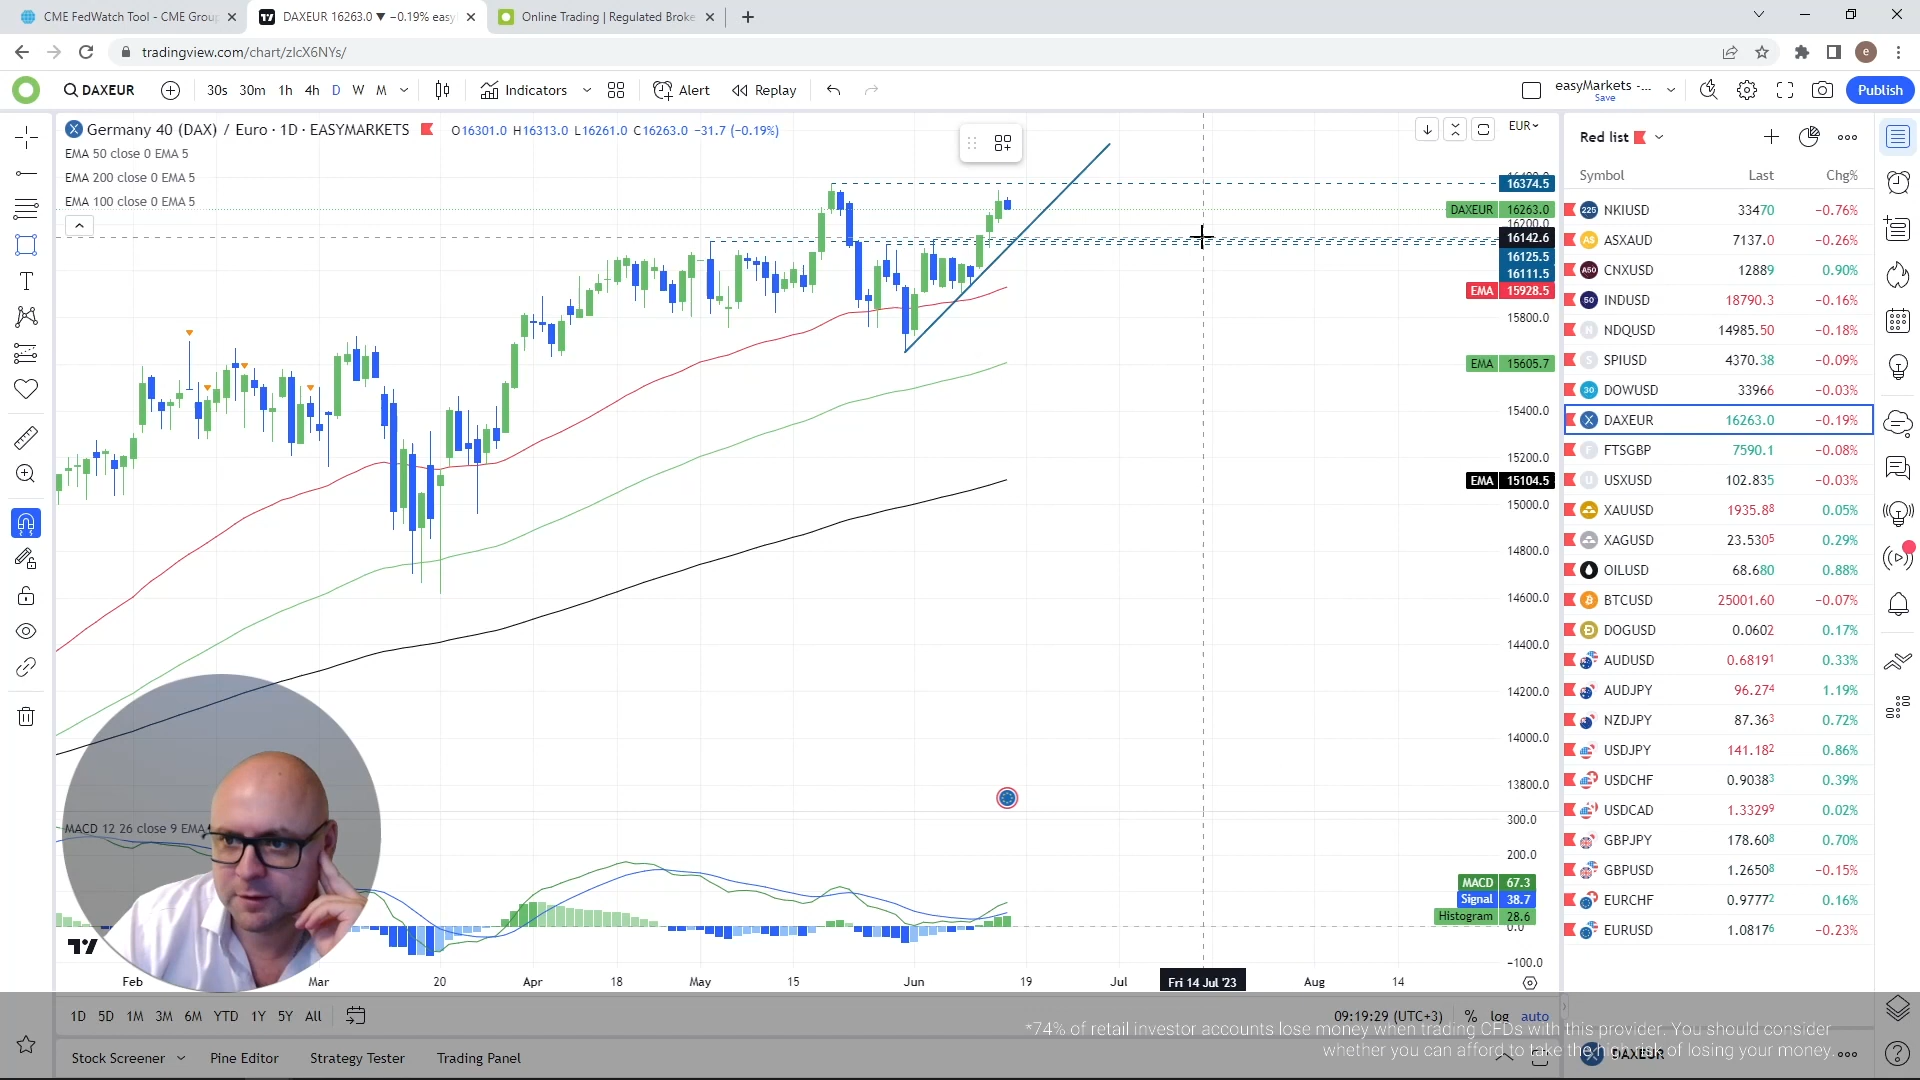 CME FedWatch Tool - CME Group
DAXEUR 16263.0 ▼ −0.19% easy
Online Trading | Regulated Broke
tradingview.com/chart/zlcX6NYs/
e
DAXEUR
30s 30m 1h 4h D W M
Indicators
Alert
Replay
easyMarkets -...
Save
Publish
Germany 40 (DAX) / Euro · 1D · EASYMARKETS
O16301.0 H16313.0 L16261.0 C16263.0 −31.7 (−0.19%)
EMA 50 close 0 EMA 5
EMA 200 close 0 EMA 5
EMA 100 close 0 EMA 5
EUR
16400.0
16374.5
DAXEUR 16263.0
16200.0
16142.6
16125.5
16111.5
EMA 15928.5
15800.0
EMA 15605.7
15400.0
15200.0
EMA 15104.5
15000.0
14800.0
14600.0
14400.0
14200.0
14000.0
13800.0
MACD 12 26 close 9 EMA
300.0
200.0
MACD 67.3
Signal 38.7
Histogram 28.6
0.0
−100.0
Feb Mar 20 Apr 18 May 15 Jun 19 Jul Fri 14 Jul '23 Aug 14
1D 5D 1M 3M 6M YTD 1Y 5Y All
09:19:29 (UTC+3) % log auto
Stock Screener Pine Editor Strategy Tester Trading Panel
Red list
Symbol Last Chg%
225 NKIUSD 33470 −0.76%
AS ASXAUD 7137.0 −0.26%
A50 CNXUSD 12889 0.90%
50 INDUSD 18790.3 −0.16%
N NDQUSD 14985.50 −0.18%
S SPIUSD 4370.38 −0.09%
30 DOWUSD 33966 −0.03%
X DAXEUR 16263.0 −0.19%
F FTSGBP 7590.1 −0.08%
U USXUSD 102.835 −0.03%
XAUUSD 1935.88 0.05%
XAGUSD 23.5305 0.29%
OILUSD 68.680 0.88%
BTCUSD 25001.60 −0.07%
DOGUSD 0.0602 0.17%
AUDUSD 0.68191 0.33%
AUDJPY 96.274 1.19%
NZDJPY 87.363 0.72%
USDJPY 141.182 0.86%
USDCHF 0.90383 0.39%
USDCAD 1.33299 0.02%
GBPJPY 178.608 0.70%
GBPUSD 1.26508 −0.15%
EURCHF 0.97772 0.16%
EURUSD 1.08176 −0.23%
DAXEUR
*74% of retail investor accounts lose money when trading CFDs with this provider. You should consider
whether you can afford to take the high risk of losing your money.